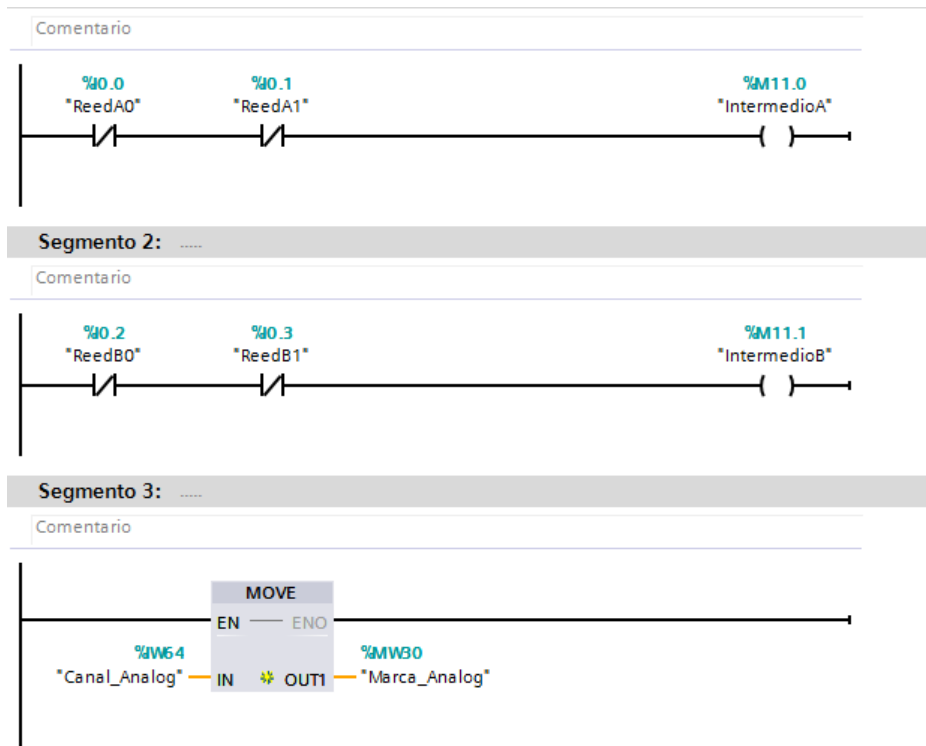 Comentario
%I0.0 %I0.1 %M11.0
"ReedA0" "ReedA1" "IntermedioA"
Segmento 2: .....
Comentario
%I0.2 %I0.3 %M11.1
"ReedB0" "ReedB1" "IntermedioB"
Segmento 3: .....
Comentario
MOVE
EN ENO
%IW64 %MW30
"Canal_Analog" IN OUT1 "Marca_Analog"